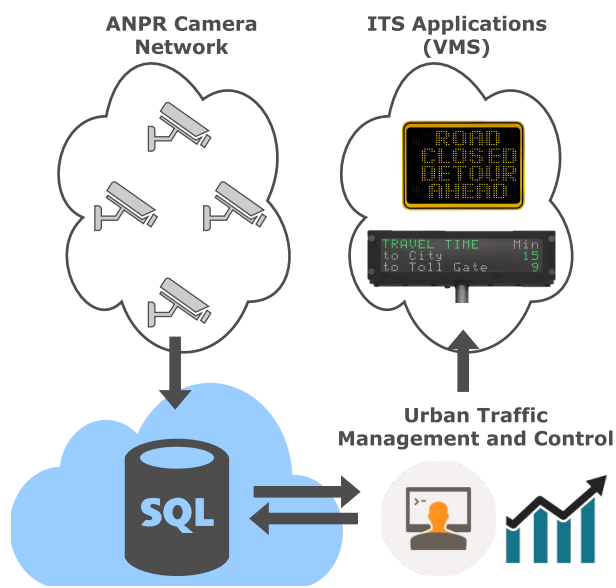 ANPR Camera
Network
ITS Applications
(VMS)
ROAD
CLOSED
DETOUR
AHEAD
TRAVEL TIME Min
to City 15
to Toll Gate 9
Urban Traffic
Management and Control
>-
SQL